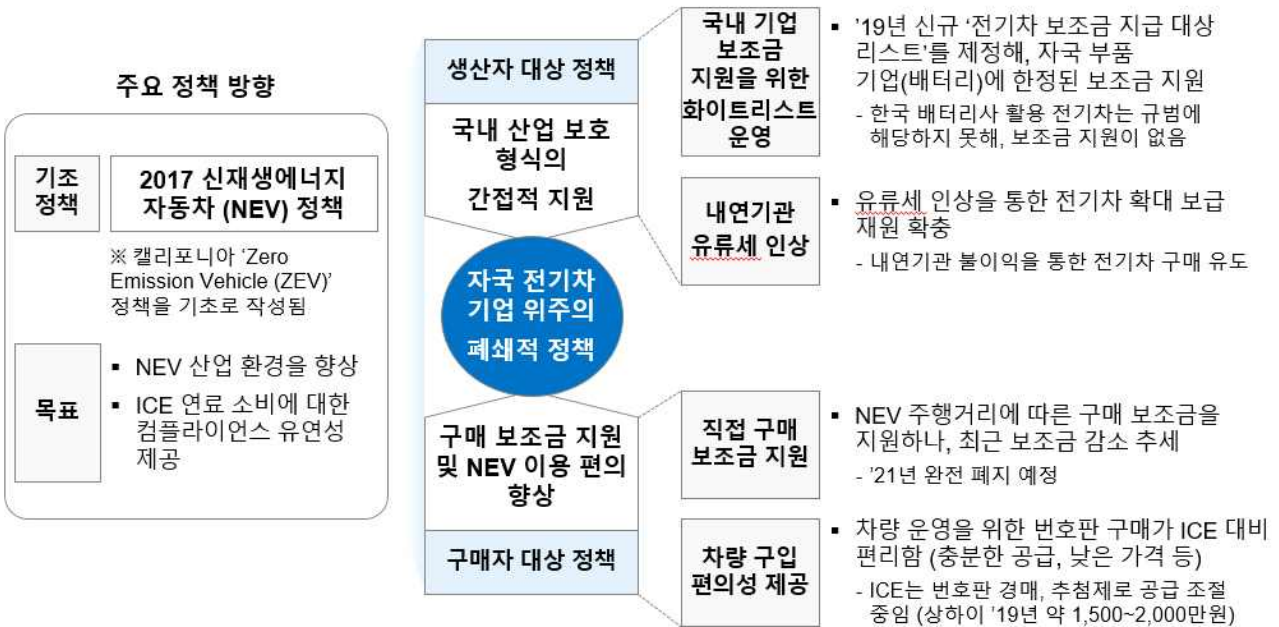 주요 정책 방향
기조
정책
2017 신재생에너지
자동차 (NEV) 정책
※ 캘리포니아 ‘Zero
Emission Vehicle (ZEV)’
정책을 기초로 작성됨
목표
▪ NEV 산업 환경을 향상
▪ ICE 연료 소비에 대한
컴플라이언스 유연성
제공
생산자 대상 정책
국내 산업 보호
형식의
간접적 지원
자국 전기차
기업 위주의
폐쇄적 정책
구매 보조금 지원
및 NEV 이용 편의
향상
구매자 대상 정책
국내 기업
보조금
지원을 위한
화이트리스트
운영
▪ ’19년 신규 ‘전기차 보조금 지급 대상
리스트’를 제정해, 자국 부품
기업(배터리)에 한정된 보조금 지원
- 한국 배터리사 활용 전기차는 규범에
해당하지 못해, 보조금 지원이 없음
내연기관
유류세 인상
▪ 유류세 인상을 통한 전기차 확대 보급
재원 확충
- 내연기관 불이익을 통한 전기차 구매 유도
직접 구매
보조금 지원
▪ NEV 주행거리에 따른 구매 보조금을
지원하나, 최근 보조금 감소 추세
- ’21년 완전 폐지 예정
차량 구입
편의성 제공
▪ 차량 운영을 위한 번호판 구매가 ICE 대비
편리함 (충분한 공급, 낮은 가격 등)
- ICE는 번호판 경매, 추첨제로 공급 조절
중임 (상하이 ’19년 약 1,500~2,000만원)